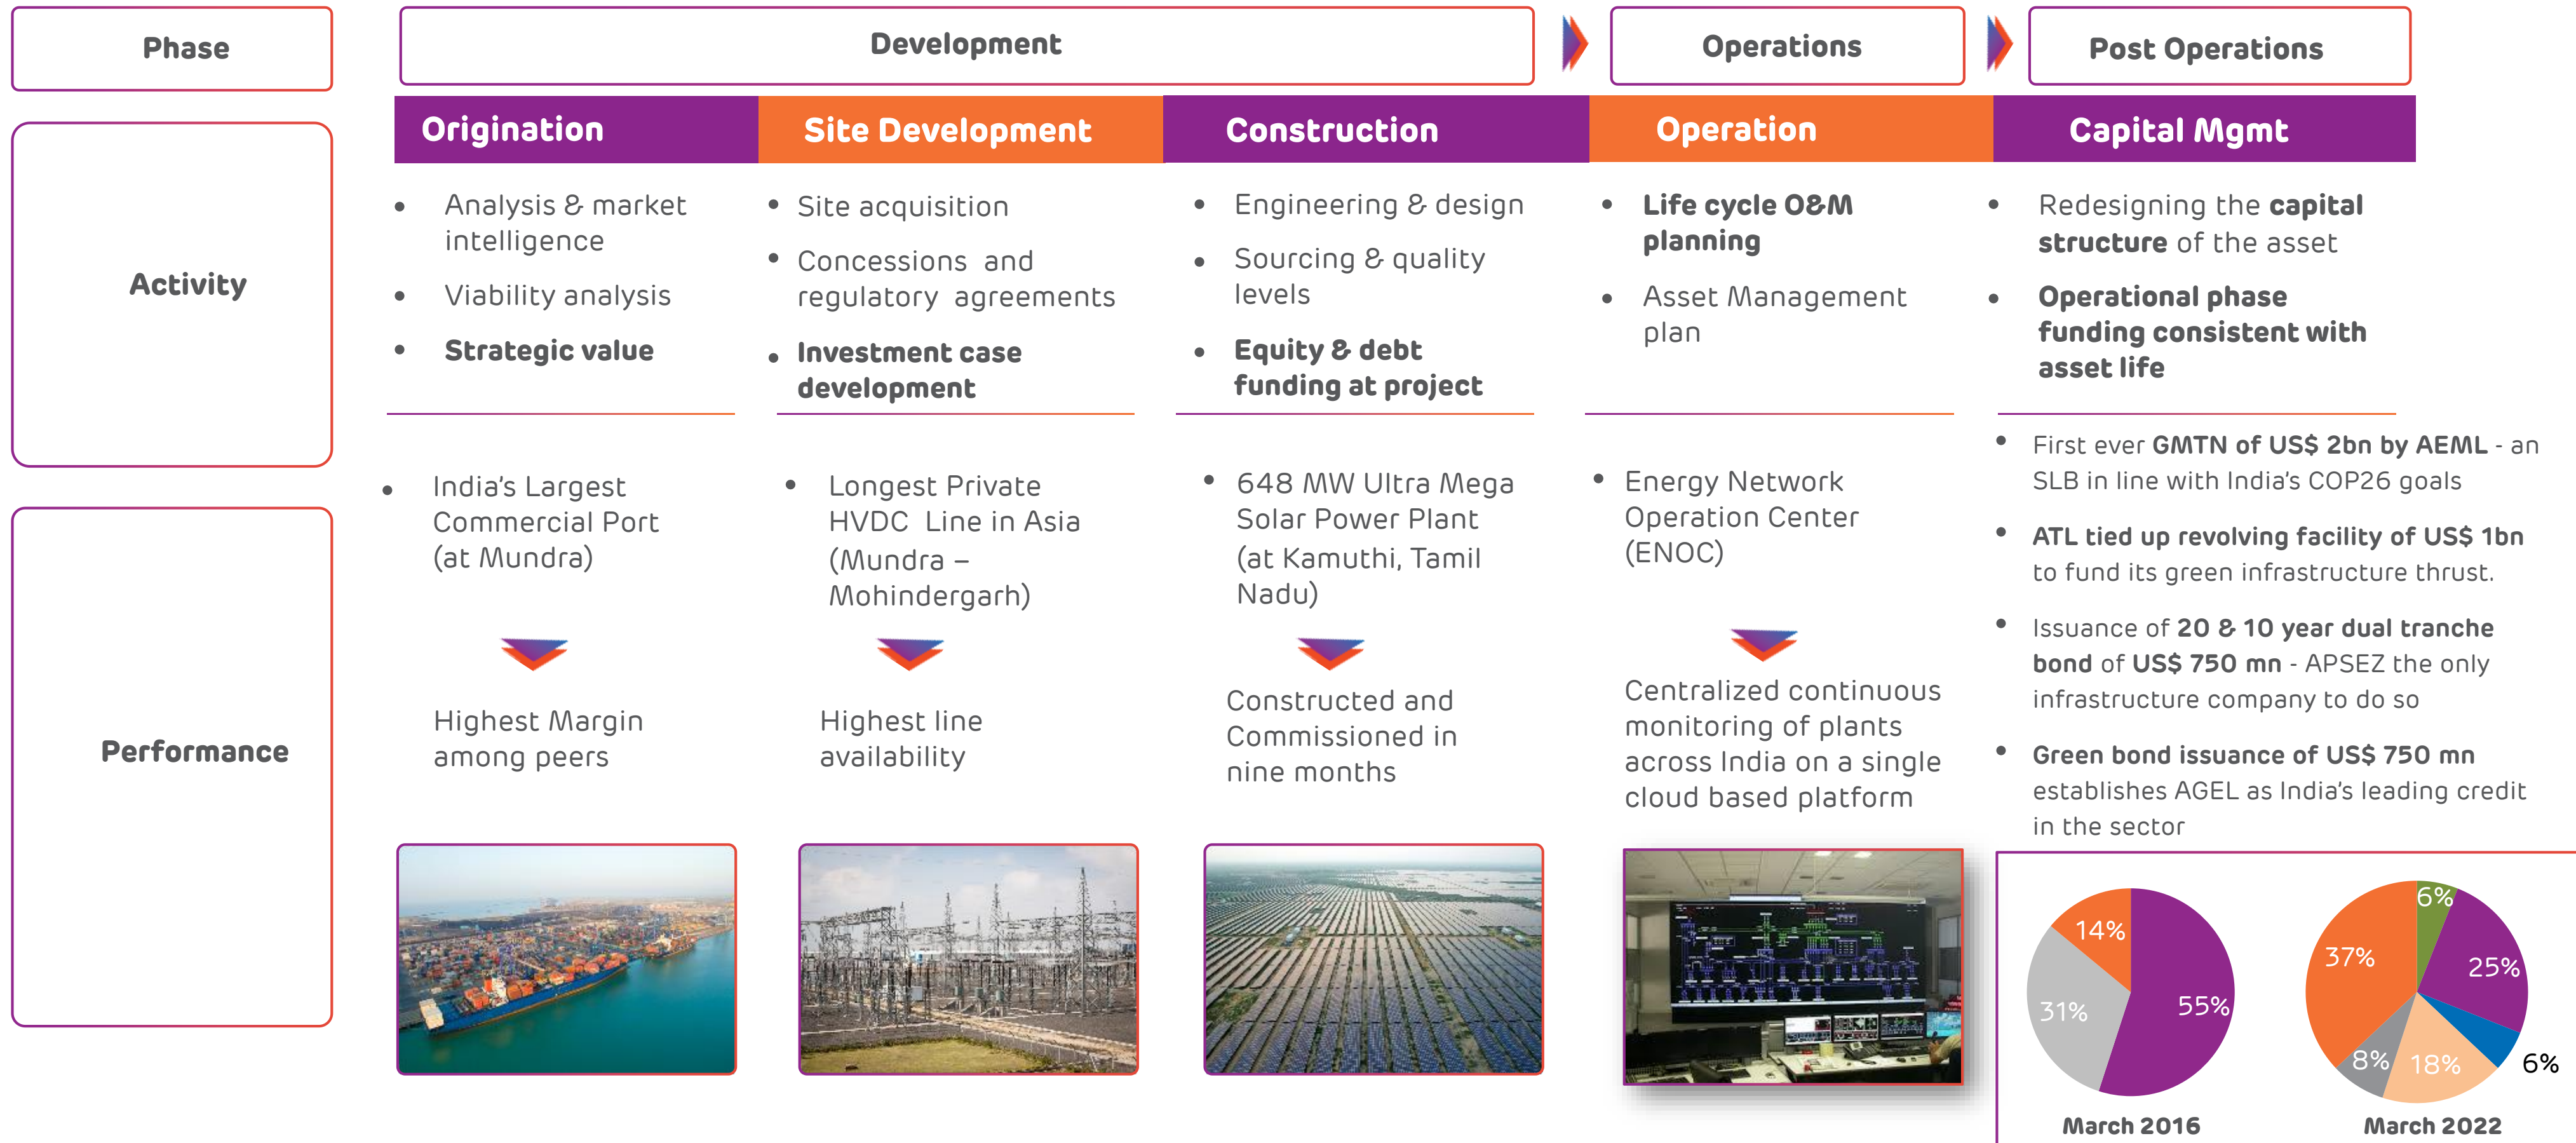 Phase
Development
Operations
Post Operations
Activity
Origination
Site Development
Construction
Operation
Capital Mgmt
• Analysis & market
intelligence
• Viability analysis
• Strategic value
• Site acquisition
• Concessions and
regulatory agreements
• Investment case
development
• Engineering & design
• Sourcing & quality
levels
• Equity & debt
funding at project
• Life cycle O&M
planning
• Asset Management
plan
• Redesigning the capital
structure of the asset
• Operational phase
funding consistent with
asset life
Performance
• India's Largest
Commercial Port
(at Mundra)
Highest Margin
among peers
• Longest Private
HVDC Line in Asia
(Mundra –
Mohindergarh)
Highest line
availability
• 648 MW Ultra Mega
Solar Power Plant
(at Kamuthi, Tamil
Nadu)
Constructed and
Commissioned in
nine months
• Energy Network
Operation Center
(ENOC)
Centralized continuous
monitoring of plants
across India on a single
cloud based platform
• First ever GMTN of US$ 2bn by AEML - an
SLB in line with India's COP26 goals
• ATL tied up revolving facility of US$ 1bn
to fund its green infrastructure thrust.
• Issuance of 20 & 10 year dual tranche
bond of US$ 750 mn - APSEZ the only
infrastructure company to do so
• Green bond issuance of US$ 750 mn
establishes AGEL as India's leading credit
in the sector
14%
31%
55%
March 2016
6%
37%
25%
8%
18%
6%
March 2022